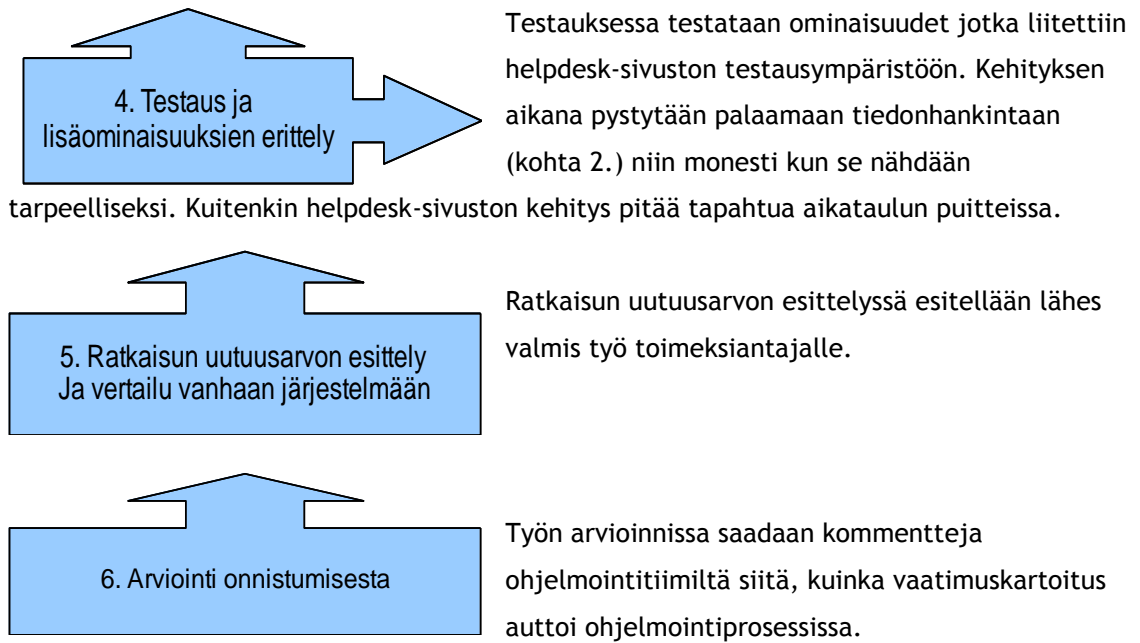 4. Testaus ja
lisäominaisuuksien erittely
Testauksessa testataan ominaisuudet jotka liitettiin
helpdesk-sivuston testausympäristöön. Kehityksen
aikana pystytään palaamaan tiedonhankintaan
(kohta 2.) niin monesti kun se nähdään
tarpeelliseksi. Kuitenkin helpdesk-sivuston kehitys pitää tapahtua aikataulun puitteissa.
5. Ratkaisun uutuusarvon esittely
Ja vertailu vanhaan järjestelmään
Ratkaisun uutuusarvon esittelyssä esitellään lähes
valmis työ toimeksiantajalle.
6. Arviointi onnistumisesta
Työn arvioinnissa saadaan kommentteja
ohjelmointitiimiltä siitä, kuinka vaatimuskartoitus
auttoi ohjelmointiprosessissa.